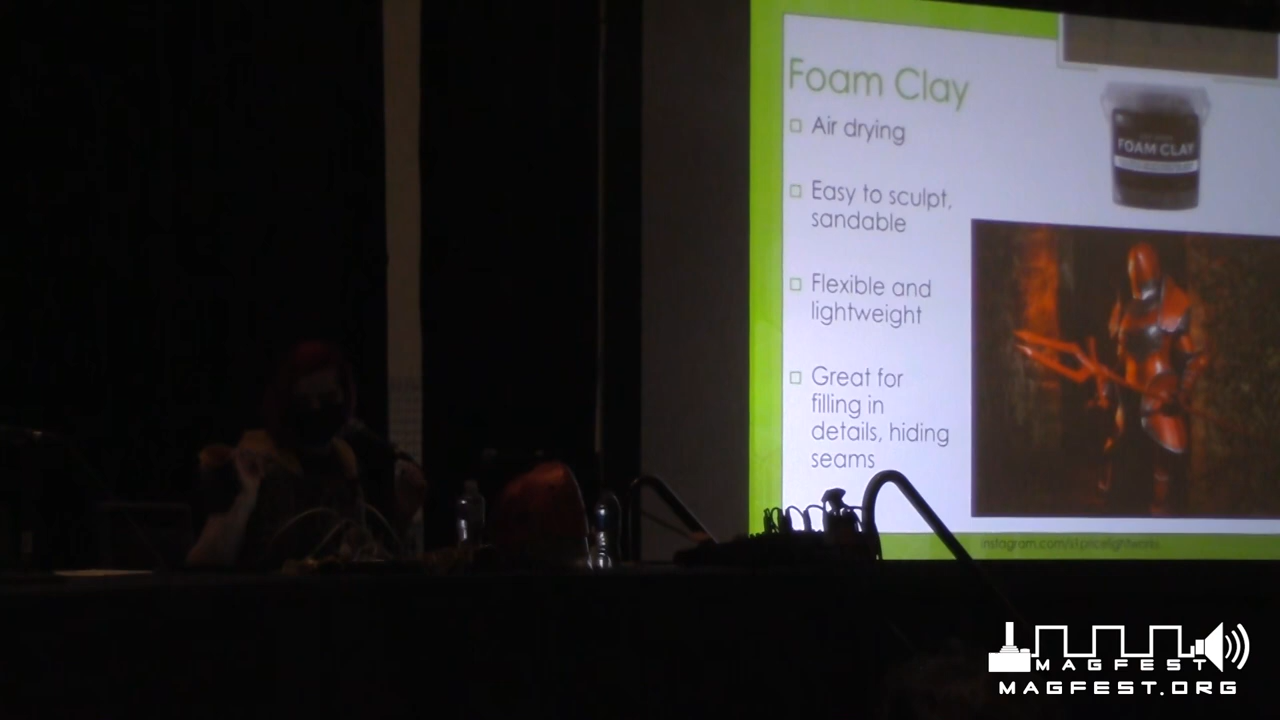 Foam Clay
Air drying
Easy to sculpt,
sandable
Flexible and
lightweight
Great for
filling in
details, hiding
seams
FOAM CLAY
MAGFEST
MAGFEST.ORG